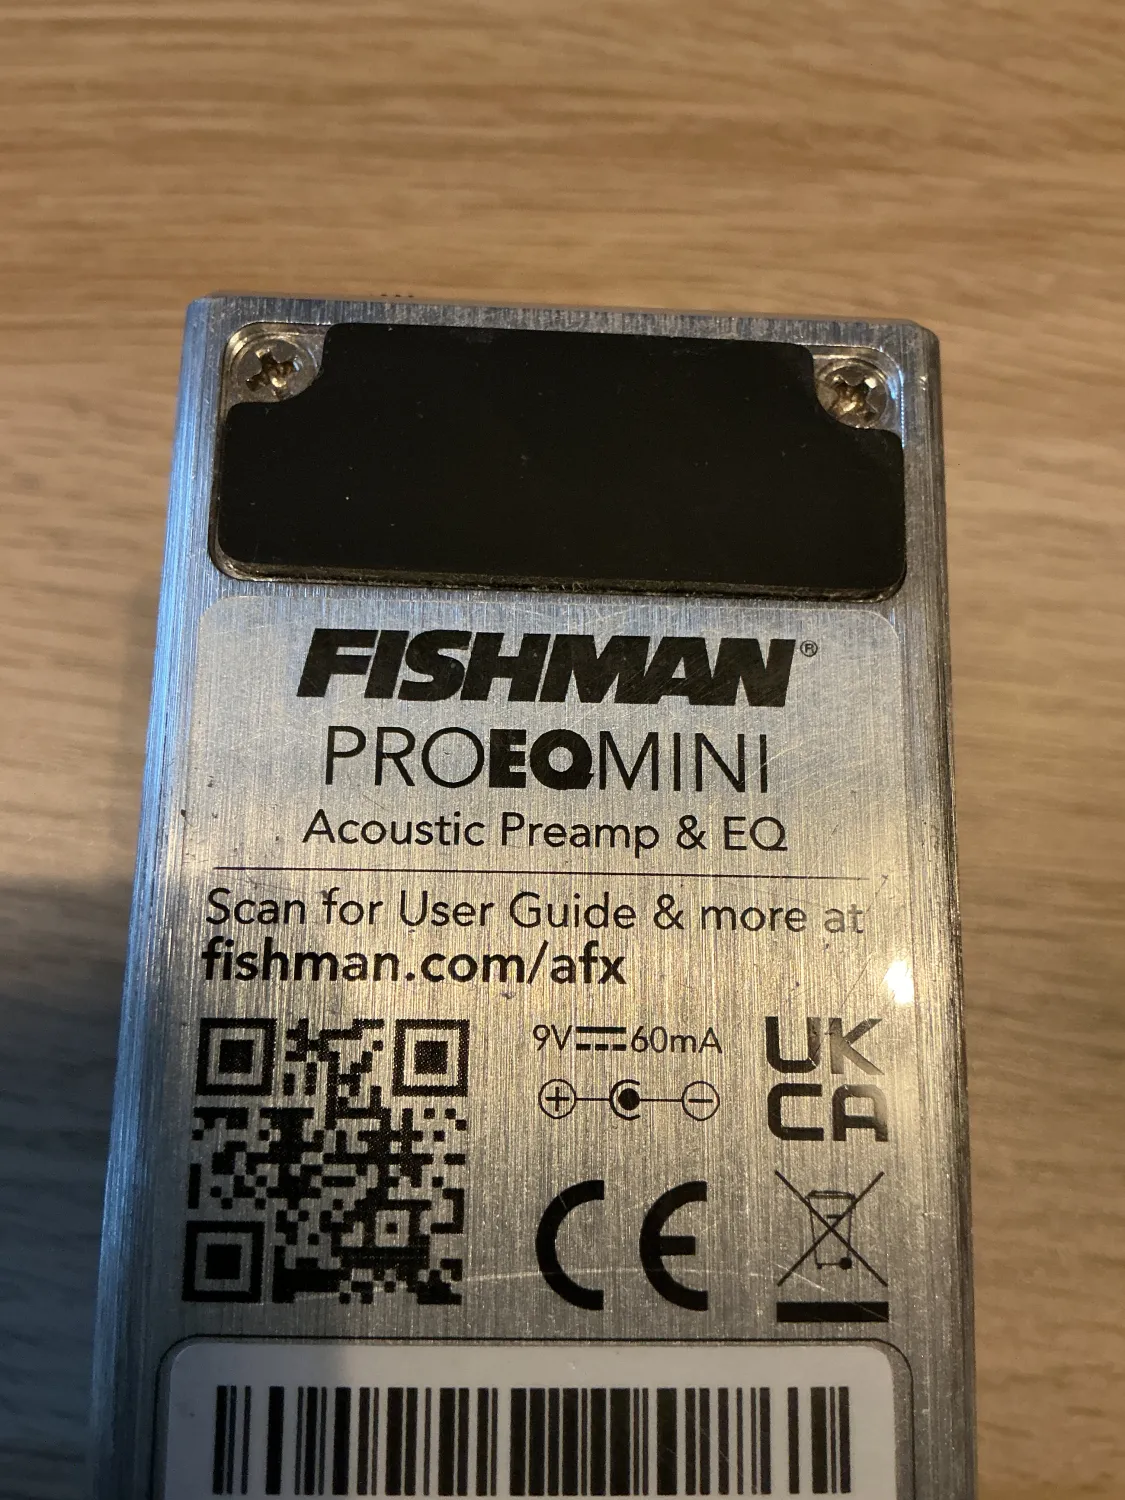 FISHMAN®
PROEQMINI
Acoustic Preamp & EQ
Scan for User Guide & more at
fishman.com/afx
9V⎓60mA
UK
CA
CE